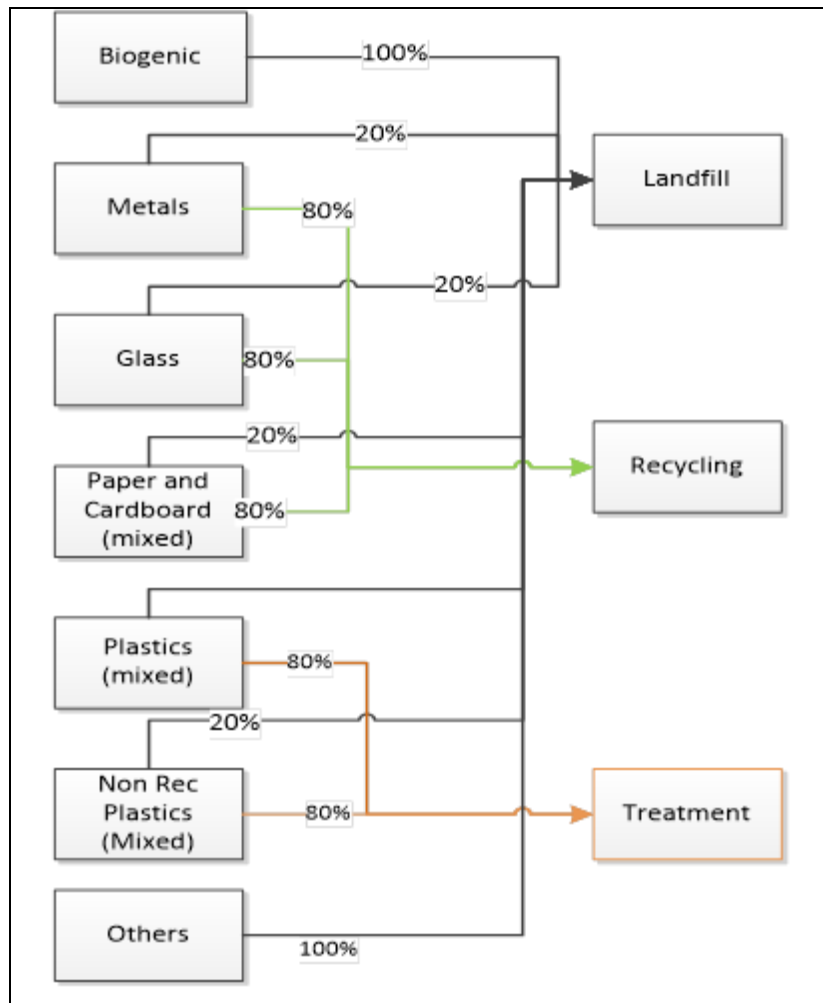 Biogenic
100%
20%
Metals
Landfill
80%
20%
Glass
80%
20%
Paper and
Cardboard
(mixed)
80%
Recycling
Plastics
(mixed)
80%
20%
Non Rec
Plastics
(Mixed)
80%
Treatment
Others
100%